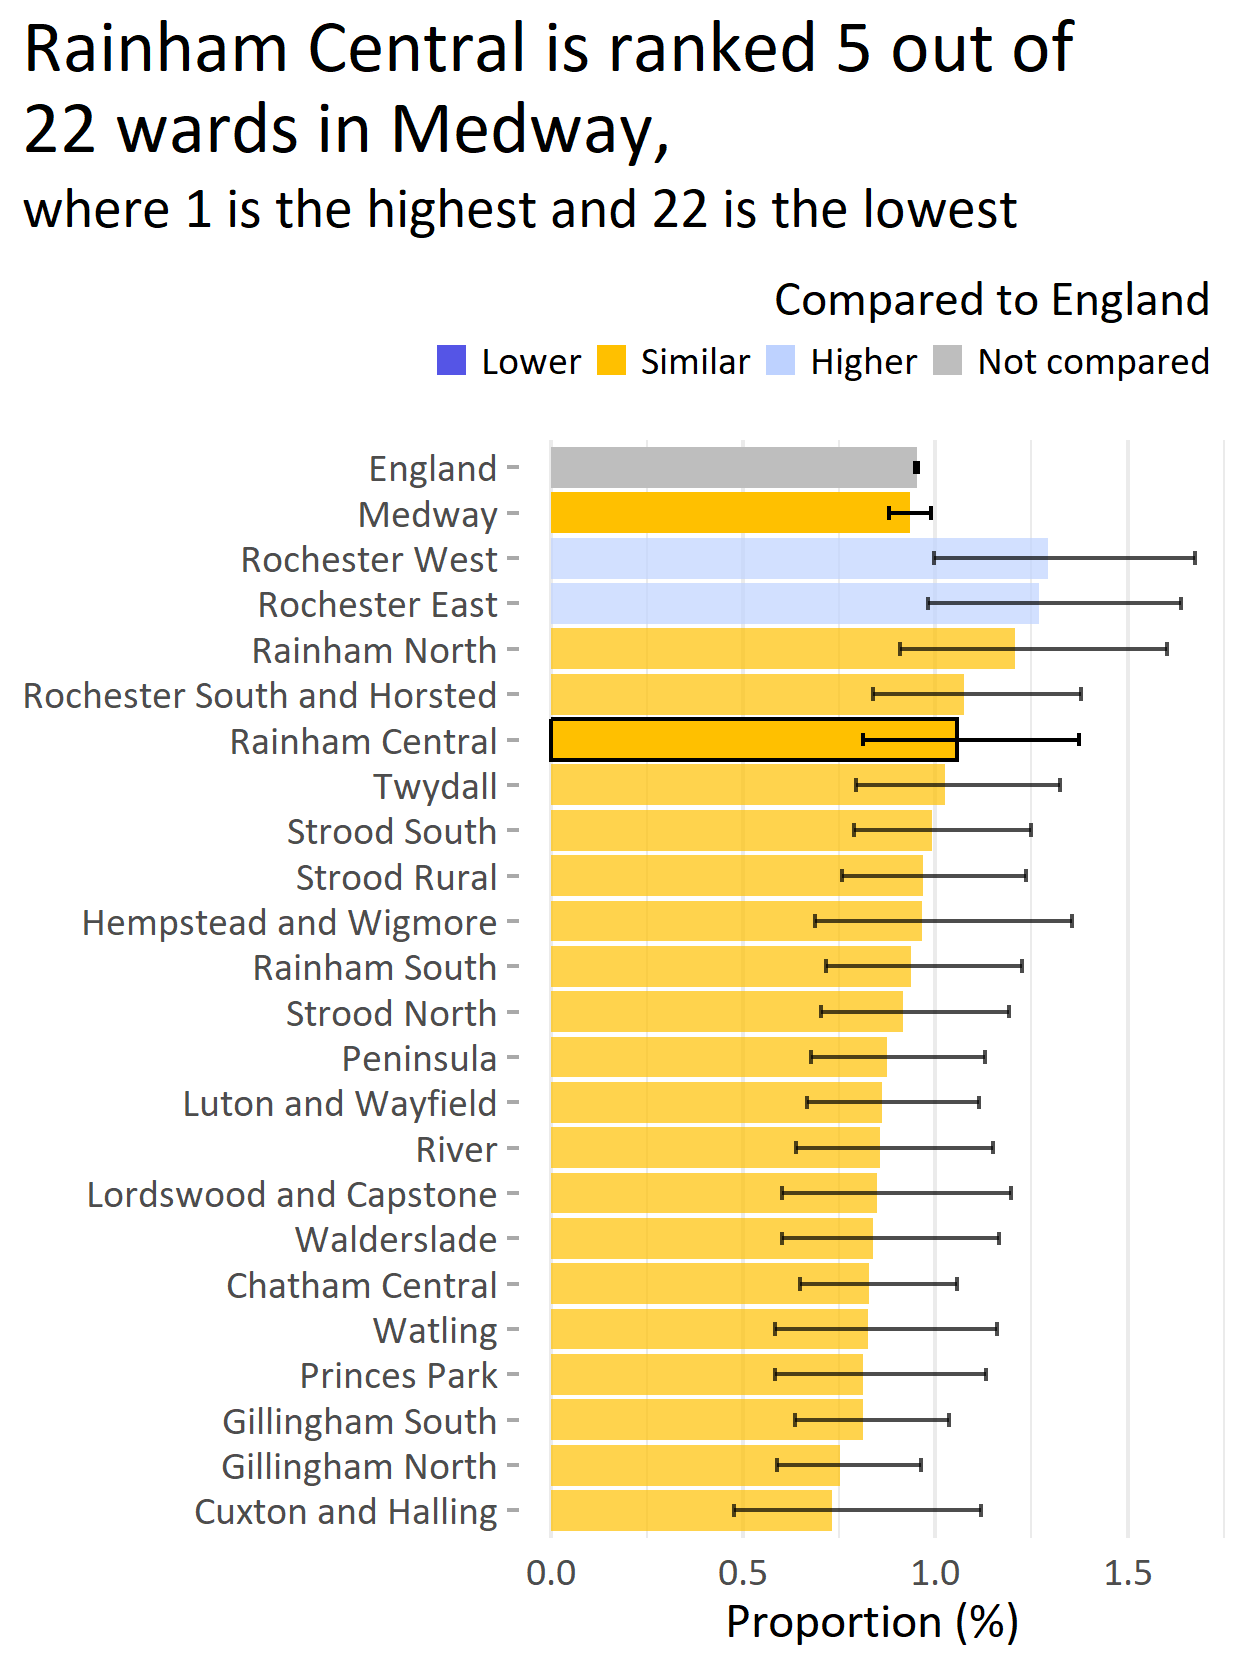 Rainham Central is ranked 5 out of
22 wards in Medway,
where 1 is the highest and 22 is the lowest
Compared to England
Lower Similar Higher Not compared
England
Medway
Rochester West
Rochester East
Rainham North
Rochester South and Horsted
Rainham Central
Twydall
Strood South
Strood Rural
Hempstead and Wigmore
Rainham South
Strood North
Peninsula
Luton and Wayfield
River
Lordswood and Capstone
Walderslade
Chatham Central
Watling
Princes Park
Gillingham South
Gillingham North
Cuxton and Halling
0.0 0.5 1.0 1.5
Proportion (%)